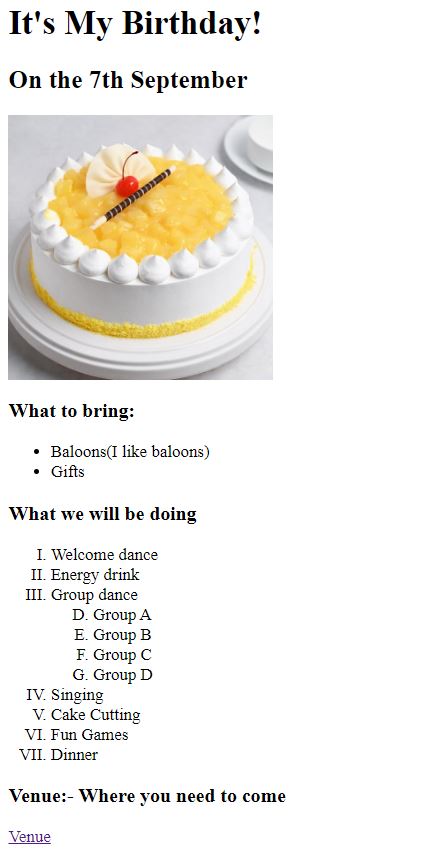 It's My Birthday!
On the 7th September
What to bring:
• Baloons(I like baloons)
• Gifts
What we will be doing
I. Welcome dance
II. Energy drink
III. Group dance
D. Group A
E. Group B
F. Group C
G. Group D
IV. Singing
V. Cake Cutting
VI. Fun Games
VII. Dinner
Venue:- Where you need to come
Venue